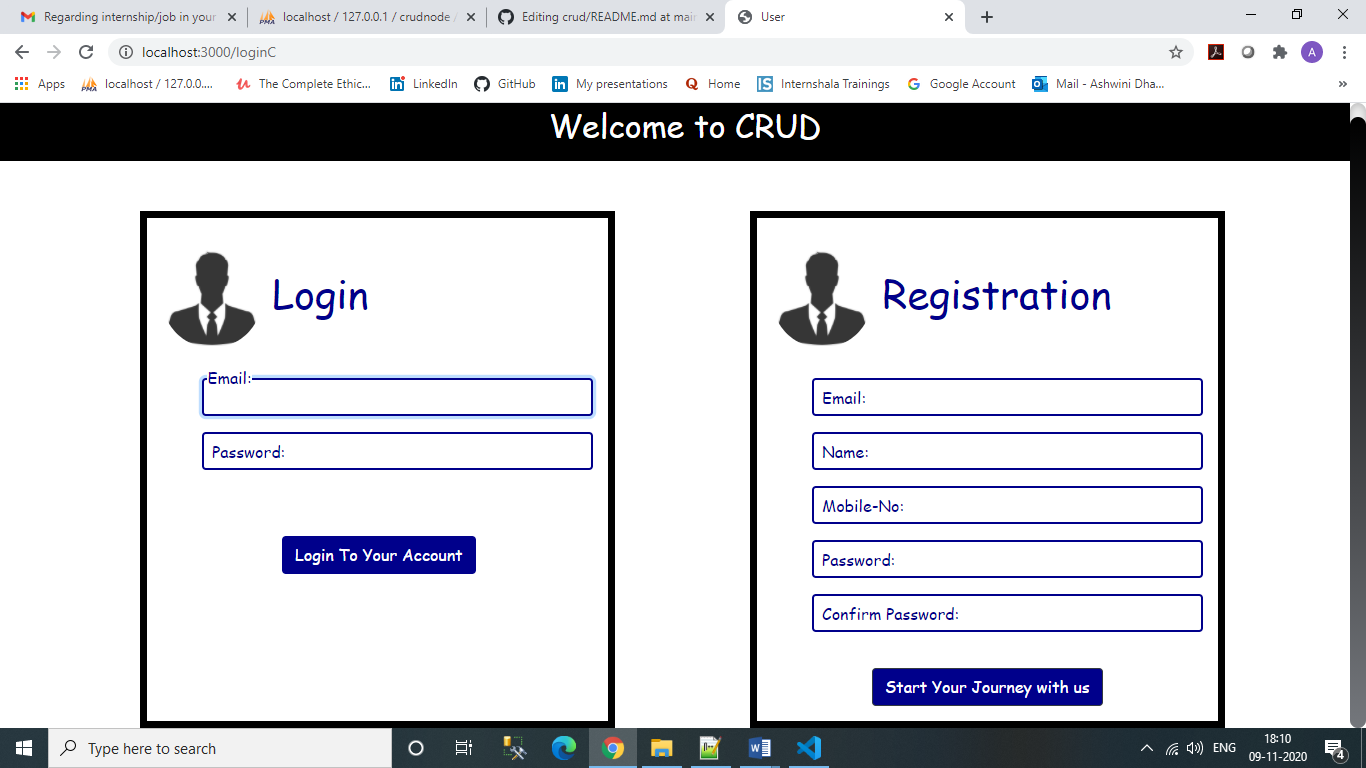 Regarding internship/job in your
localhost / 127.0.0.1 / crudnode /
Editing crud/README.md at main
User
localhost:3000/loginC
A
Apps
PMA localhost / 127.0.0....
The Complete Ethic...
LinkedIn
GitHub
My presentations
Home
Internshala Trainings
Google Account
Mail - Ashwini Dha...
»
Welcome to CRUD
Login
Email:
Password:
Login To Your Account
Registration
Email:
Name:
Mobile-No:
Password:
Confirm Password:
Start Your Journey with us
Type here to search
ENG
18:10
09-11-2020
4